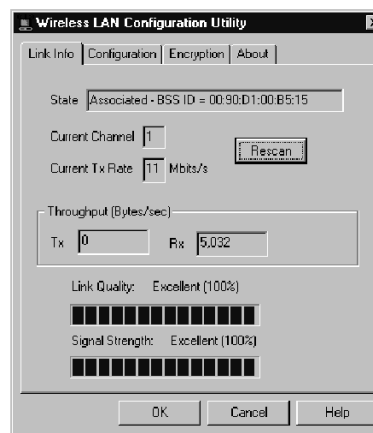 Wireless LAN Configuration Utility
Link Info Configuration Encryption About
State Associated - BSS ID = 00:90:D1:00:B5:15
Current Channel 1
Rescan
Current Tx Rate 11 Mbits/s
Throughput (Bytes/sec)
Tx 0 Rx 5,032
Link Quality: Excellent (100%)
Signal Strength: Excellent (100%)
OK Cancel Help